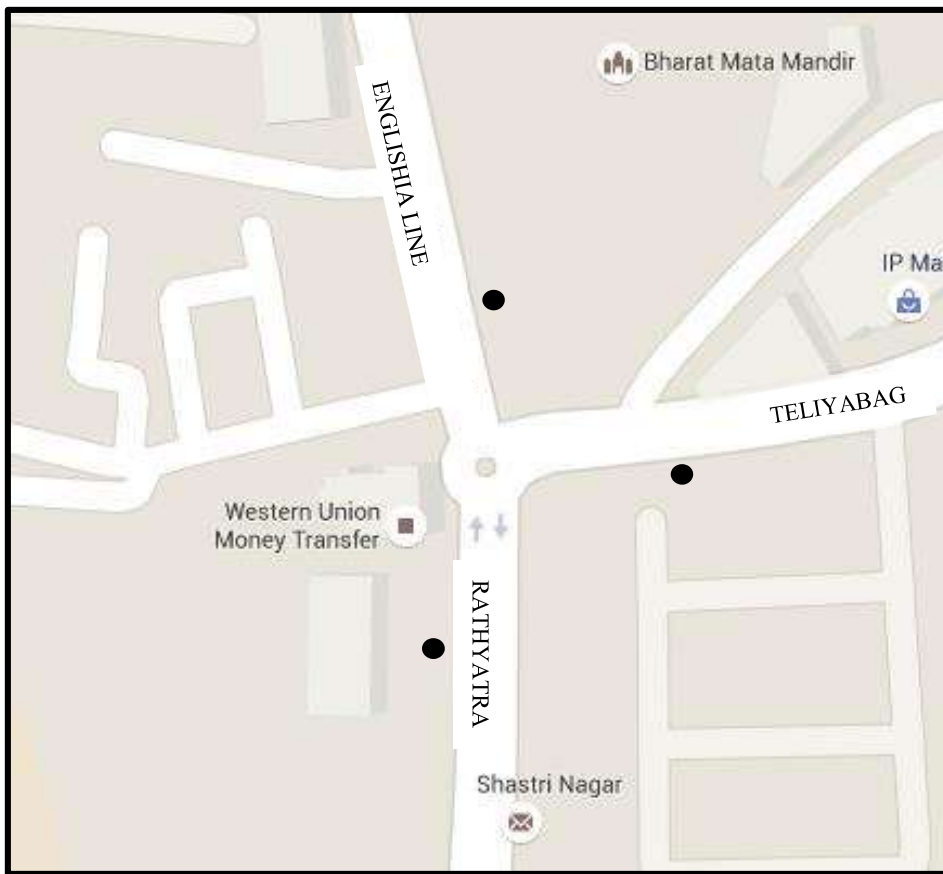 Bharat Mata Mandir
ENGLISHIA LINE
IP Ma
TELIYABAG
Western Union
Money Transfer
RATHYATRA
Shastri Nagar